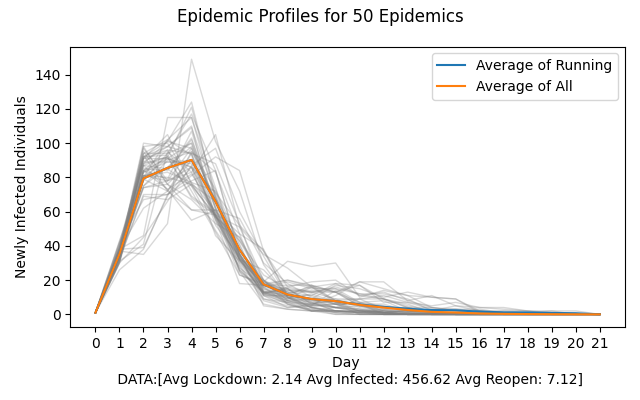 Epidemic Profiles for 50 Epidemics
Average of Running
Average of All
Newly Infected Individuals
140
120
100
80
60
40
20
0
0 1 2 3 4 5 6 7 8 9 10 11 12 13 14 15 16 17 18 19 20 21
Day
DATA:[Avg Lockdown: 2.14 Avg Infected: 456.62 Avg Reopen: 7.12]